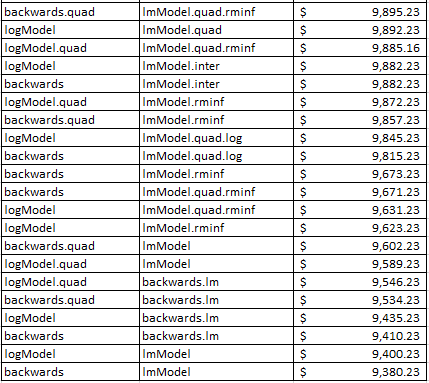 backwards.quad lmModel.quad.rminf $ 9,895.23
logModel lmModel.quad $ 9,892.23
logModel.quad lmModel.quad.rminf $ 9,885.16
logModel lmModel.inter $ 9,882.23
backwards lmModel.inter $ 9,882.23
logModel.quad lmModel.rminf $ 9,872.23
backwards.quad lmModel.rminf $ 9,857.23
logModel lmModel.quad.log $ 9,845.23
backwards lmModel.quad.log $ 9,815.23
backwards lmModel.rminf $ 9,673.23
backwards lmModel.quad.rminf $ 9,671.23
logModel lmModel.quad.rminf $ 9,631.23
logModel lmModel.rminf $ 9,623.23
backwards.quad lmModel $ 9,602.23
logModel.quad lmModel $ 9,589.23
logModel.quad backwards.lm $ 9,546.23
backwards.quad backwards.lm $ 9,534.23
logModel backwards.lm $ 9,435.23
backwards backwards.lm $ 9,410.23
logModel lmModel $ 9,400.23
backwards lmModel $ 9,380.23